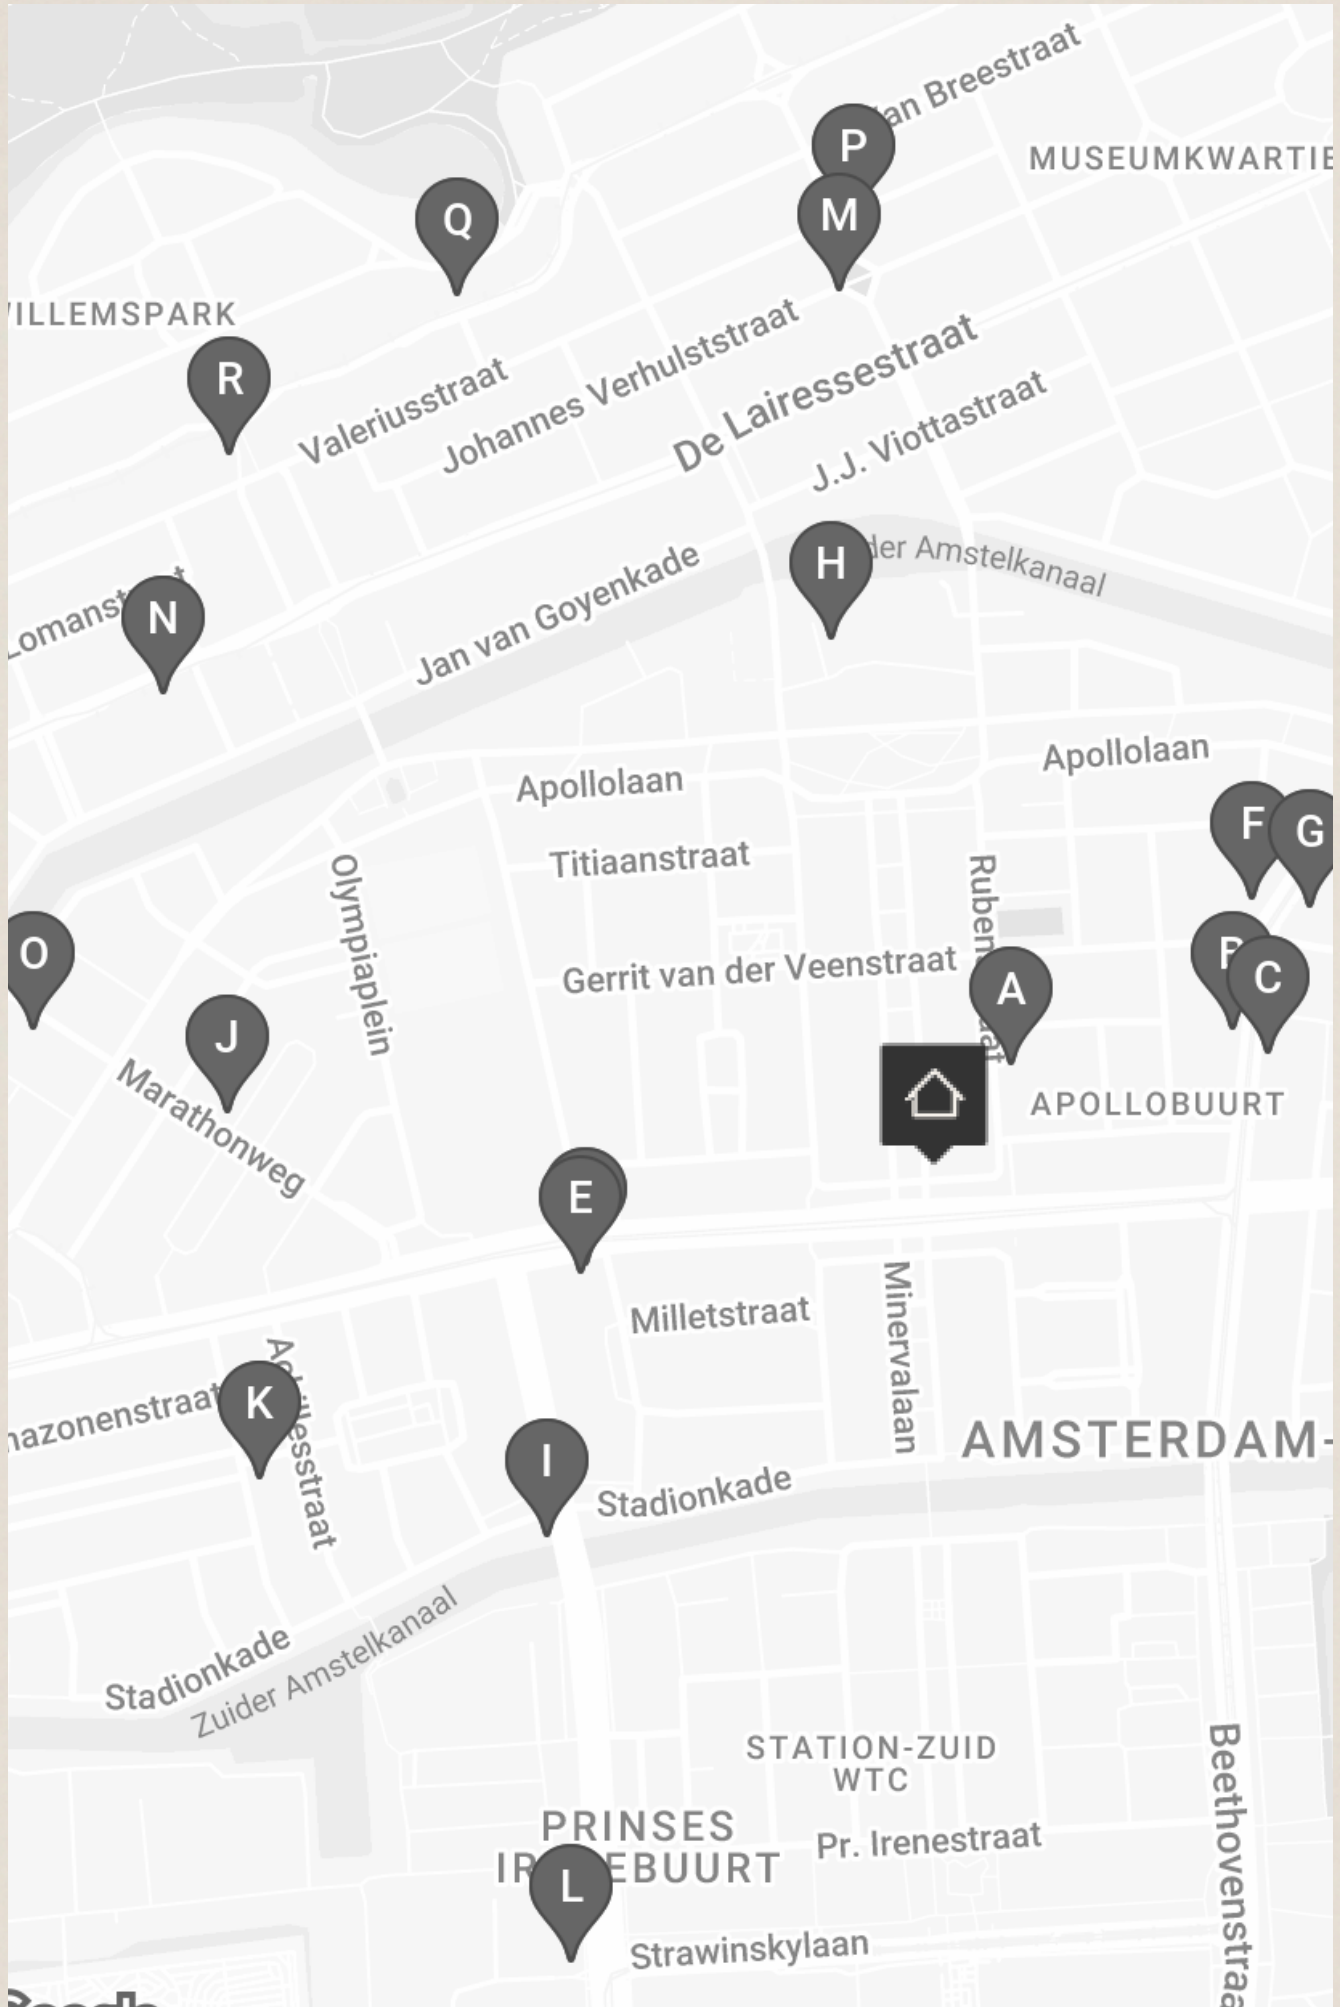 an Breestraat
P
MUSEUMKWARTIE
M
Q
ILLEMSPARK
R
Valeriusstraat
Johannes Verhulststraat
De Lairessestraat
J.J. Viottastraat
H
der Amstelkanaal
Jan van Goyenkade
N
Apollolaan
Apollolaan
F
G
Titiaanstraat
Olympiaplein
O
Gerrit van der Veenstraat
A
C
J
Marathonweg
APOLLOBUURT
E
Milletstraat
Minervalaan
K
AMSTERDAM-
I
Stadionkade
Stadionkade
Zuider Amstelkanaal
STATION-ZUID
WTC
PRINSES
Pr. Irenestraat
L
Strawinskylaan
Beethovenstraa